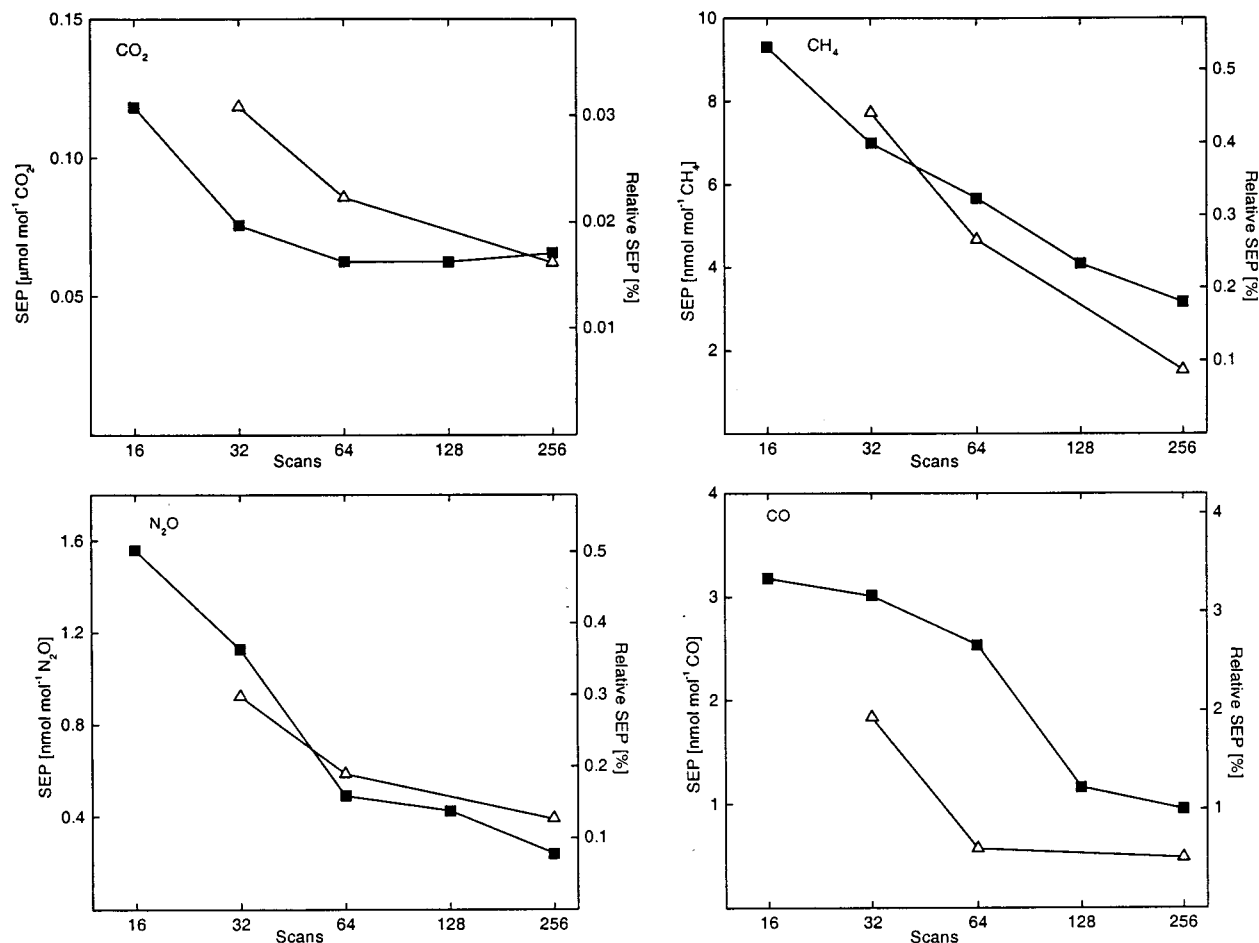 CO₂
SEP [μmol mol⁻¹ CO₂]
0.15
0.10
0.05
Relative SEP [%]
0.03
0.02
0.01
16 32 64 128 256
Scans
CH₄
SEP [nmol mol⁻¹ CH₄]
10
8
6
4
2
Relative SEP [%]
0.5
0.4
0.3
0.2
0.1
16 32 64 128 256
Scans
N₂O
SEP [nmol mol⁻¹ N₂O]
1.6
1.2
0.8
0.4
Relative SEP [%]
0.5
0.4
0.3
0.2
0.1
16 32 64 128 256
Scans
CO
SEP [nmol mol⁻¹ CO]
4
3
2
1
Relative SEP [%]
4
3
2
1
16 32 64 128 256
Scans